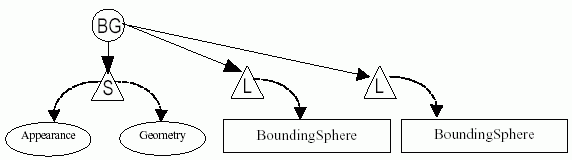 BG
S
L
L
Appearance
Geometry
BoundingSphere
BoundingSphere